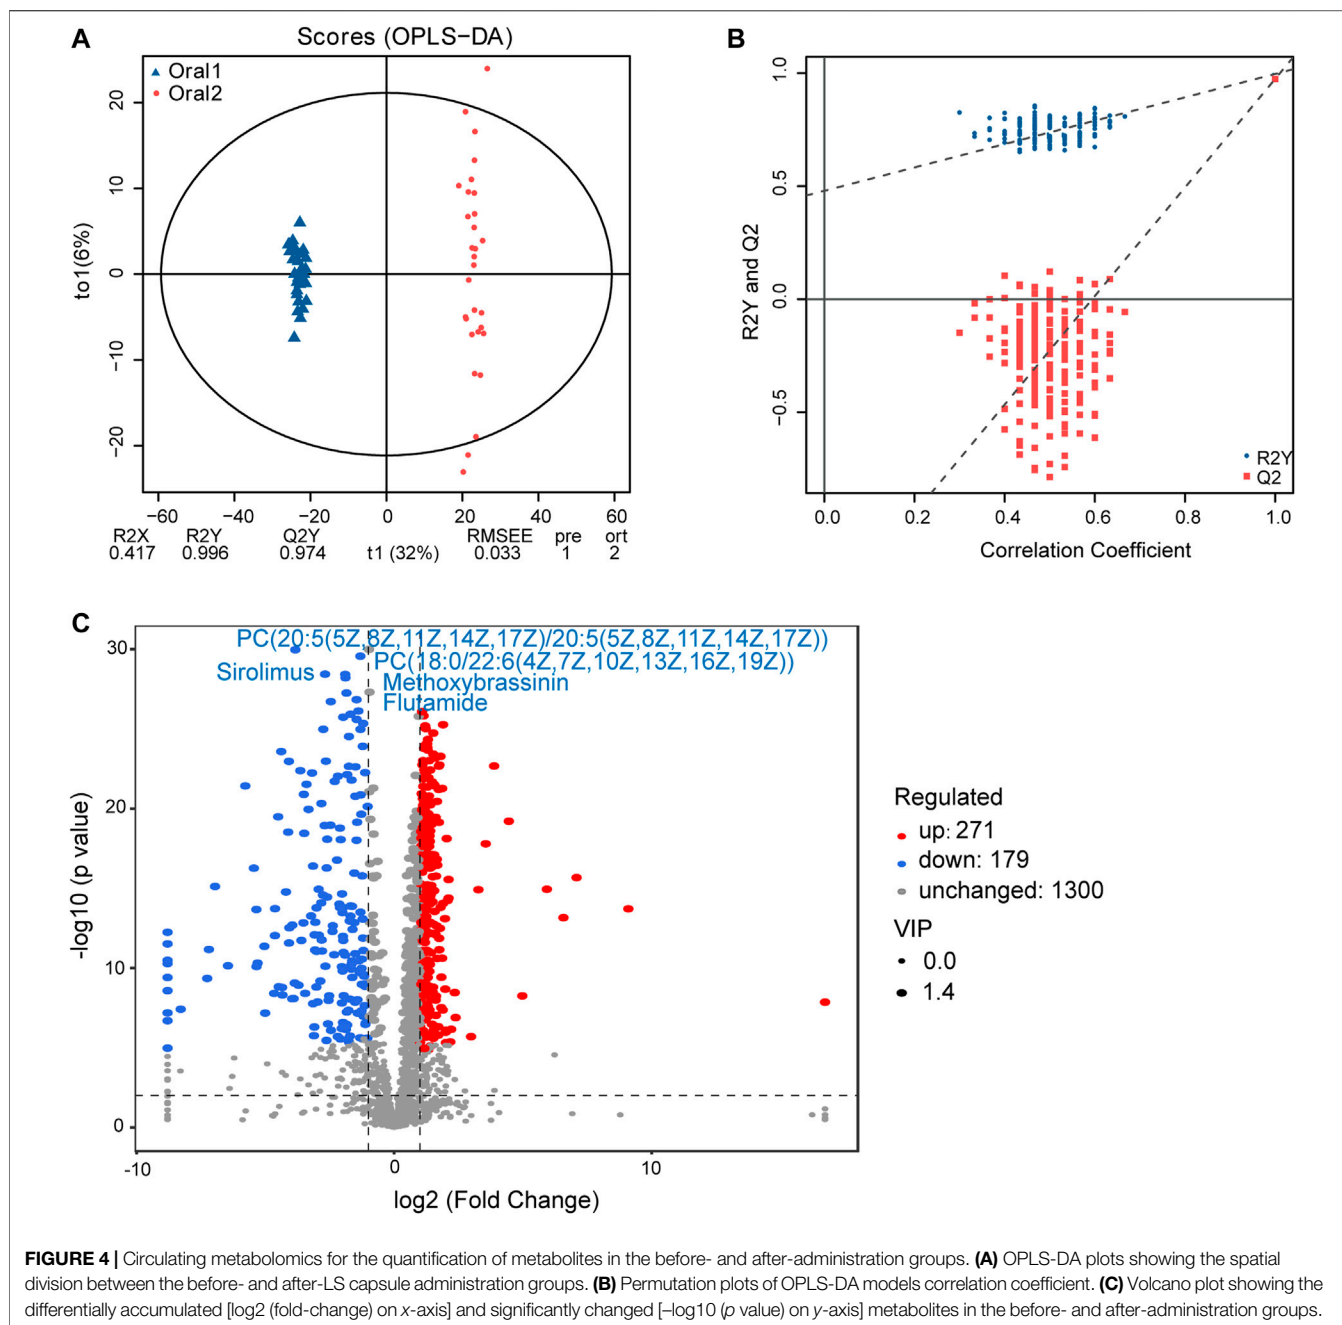 A
Scores (OPLS−DA)
Oral1
Oral2
20
10
0
−10
−20
to1(6%)
−60 −40 −20 0 20 40 60
R2X R2Y Q2Y RMSEE pre ort
0.417 0.996 0.974 t1 (32%) 0.033 1 2
B
1.0
0.5
0.0
−0.5
R2Y and Q2
R2Y
Q2
0.0 0.2 0.4 0.6 0.8 1.0
Correlation Coefficient
C
30
20
10
0
-log10 (p value)
PC(20:5(5Z,8Z,11Z,14Z,17Z)/20:5(5Z,8Z,11Z,14Z,17Z))
PC(18:0/22:6(4Z,7Z,10Z,13Z,16Z,19Z))
Sirolimus
Methoxybrassinin
Flutamide
-10 0 10
log2 (Fold Change)
Regulated
up: 271
down: 179
unchanged: 1300
VIP
0.0
1.4
FIGURE 4 | Circulating metabolomics for the quantification of metabolites in the before- and after-administration groups. (A) OPLS-DA plots showing the spatial
division between the before- and after-LS capsule administration groups. (B) Permutation plots of OPLS-DA models correlation coefficient. (C) Volcano plot showing the
differentially accumulated [log2 (fold-change) on x-axis] and significantly changed [–log10 (p value) on y-axis] metabolites in the before- and after-administration groups.